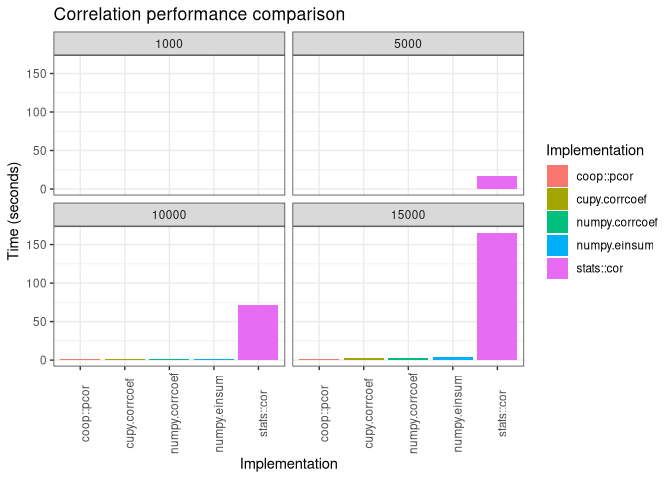 Correlation performance comparison
1000
5000
150
100
50
0
10000
15000
150
100
50
0
Time (seconds)
coop::pcor
cupy.corrcoef
numpy.corrcoef
numpy.einsum
stats::cor
coop::pcor
cupy.corrcoef
numpy.corrcoef
numpy.einsum
stats::cor
Implementation
Implementation
coop::pcor
cupy.corrcoef
numpy.corrcoef
numpy.einsum
stats::cor